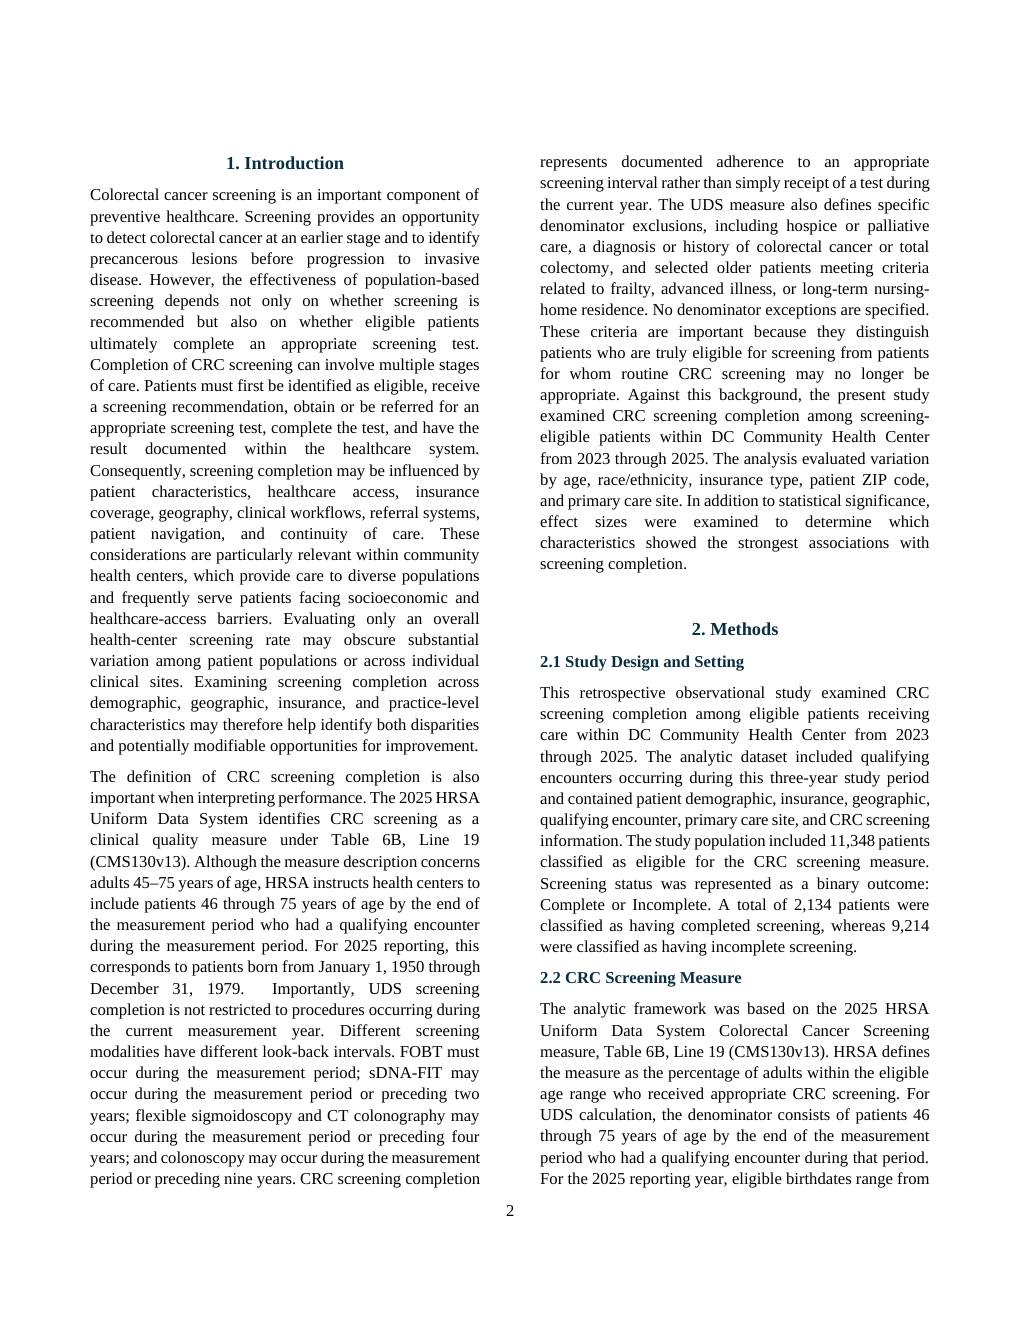 1. Introduction
Colorectal cancer screening is an important component of
preventive healthcare. Screening provides an opportunity
to detect colorectal cancer at an earlier stage and to identify
precancerous lesions before progression to invasive
disease. However, the effectiveness of population-based
screening depends not only on whether screening is
recommended but also on whether eligible patients
ultimately complete an appropriate screening test.
Completion of CRC screening can involve multiple stages
of care. Patients must first be identified as eligible, receive
a screening recommendation, obtain or be referred for an
appropriate screening test, complete the test, and have the
result documented within the healthcare system.
Consequently, screening completion may be influenced by
patient characteristics, healthcare access, insurance
coverage, geography, clinical workflows, referral systems,
patient navigation, and continuity of care. These
considerations are particularly relevant within community
health centers, which provide care to diverse populations
and frequently serve patients facing socioeconomic and
healthcare-access barriers. Evaluating only an overall
health-center screening rate may obscure substantial
variation among patient populations or across individual
clinical sites. Examining screening completion across
demographic, geographic, insurance, and practice-level
characteristics may therefore help identify both disparities
and potentially modifiable opportunities for improvement.
The definition of CRC screening completion is also
important when interpreting performance. The 2025 HRSA
Uniform Data System identifies CRC screening as a
clinical quality measure under Table 6B, Line 19
(CMS130v13). Although the measure description concerns
adults 45–75 years of age, HRSA instructs health centers to
include patients 46 through 75 years of age by the end of
the measurement period who had a qualifying encounter
during the measurement period. For 2025 reporting, this
corresponds to patients born from January 1, 1950 through
December 31, 1979. Importantly, UDS screening
completion is not restricted to procedures occurring during
the current measurement year. Different screening
modalities have different look-back intervals. FOBT must
occur during the measurement period; sDNA-FIT may
occur during the measurement period or preceding two
years; flexible sigmoidoscopy and CT colonography may
occur during the measurement period or preceding four
years; and colonoscopy may occur during the measurement
period or preceding nine years. CRC screening completion
represents documented adherence to an appropriate
screening interval rather than simply receipt of a test during
the current year. The UDS measure also defines specific
denominator exclusions, including hospice or palliative
care, a diagnosis or history of colorectal cancer or total
colectomy, and selected older patients meeting criteria
related to frailty, advanced illness, or long-term nursing-
home residence. No denominator exceptions are specified.
These criteria are important because they distinguish
patients who are truly eligible for screening from patients
for whom routine CRC screening may no longer be
appropriate. Against this background, the present study
examined CRC screening completion among screening-
eligible patients within DC Community Health Center
from 2023 through 2025. The analysis evaluated variation
by age, race/ethnicity, insurance type, patient ZIP code,
and primary care site. In addition to statistical significance,
effect sizes were examined to determine which
characteristics showed the strongest associations with
screening completion.
2. Methods
2.1 Study Design and Setting
This retrospective observational study examined CRC
screening completion among eligible patients receiving
care within DC Community Health Center from 2023
through 2025. The analytic dataset included qualifying
encounters occurring during this three-year study period
and contained patient demographic, insurance, geographic,
qualifying encounter, primary care site, and CRC screening
information. The study population included 11,348 patients
classified as eligible for the CRC screening measure.
Screening status was represented as a binary outcome:
Complete or Incomplete. A total of 2,134 patients were
classified as having completed screening, whereas 9,214
were classified as having incomplete screening.
2.2 CRC Screening Measure
The analytic framework was based on the 2025 HRSA
Uniform Data System Colorectal Cancer Screening
measure, Table 6B, Line 19 (CMS130v13). HRSA defines
the measure as the percentage of adults within the eligible
age range who received appropriate CRC screening. For
UDS calculation, the denominator consists of patients 46
through 75 years of age by the end of the measurement
period who had a qualifying encounter during that period.
For the 2025 reporting year, eligible birthdates range from
2